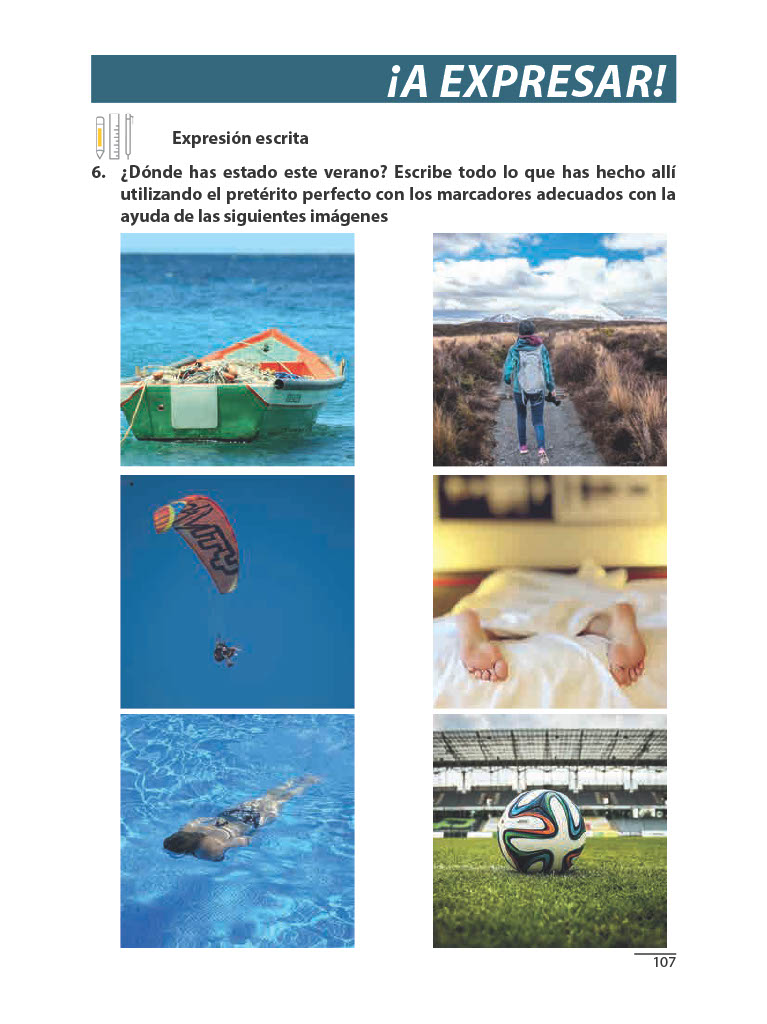 ¡A EXPRESAR!
Expresión escrita
6. ¿Dónde has estado este verano? Escribe todo lo que has hecho allí
utilizando el pretérito perfecto con los marcadores adecuados con la
ayuda de las siguientes imágenes
107